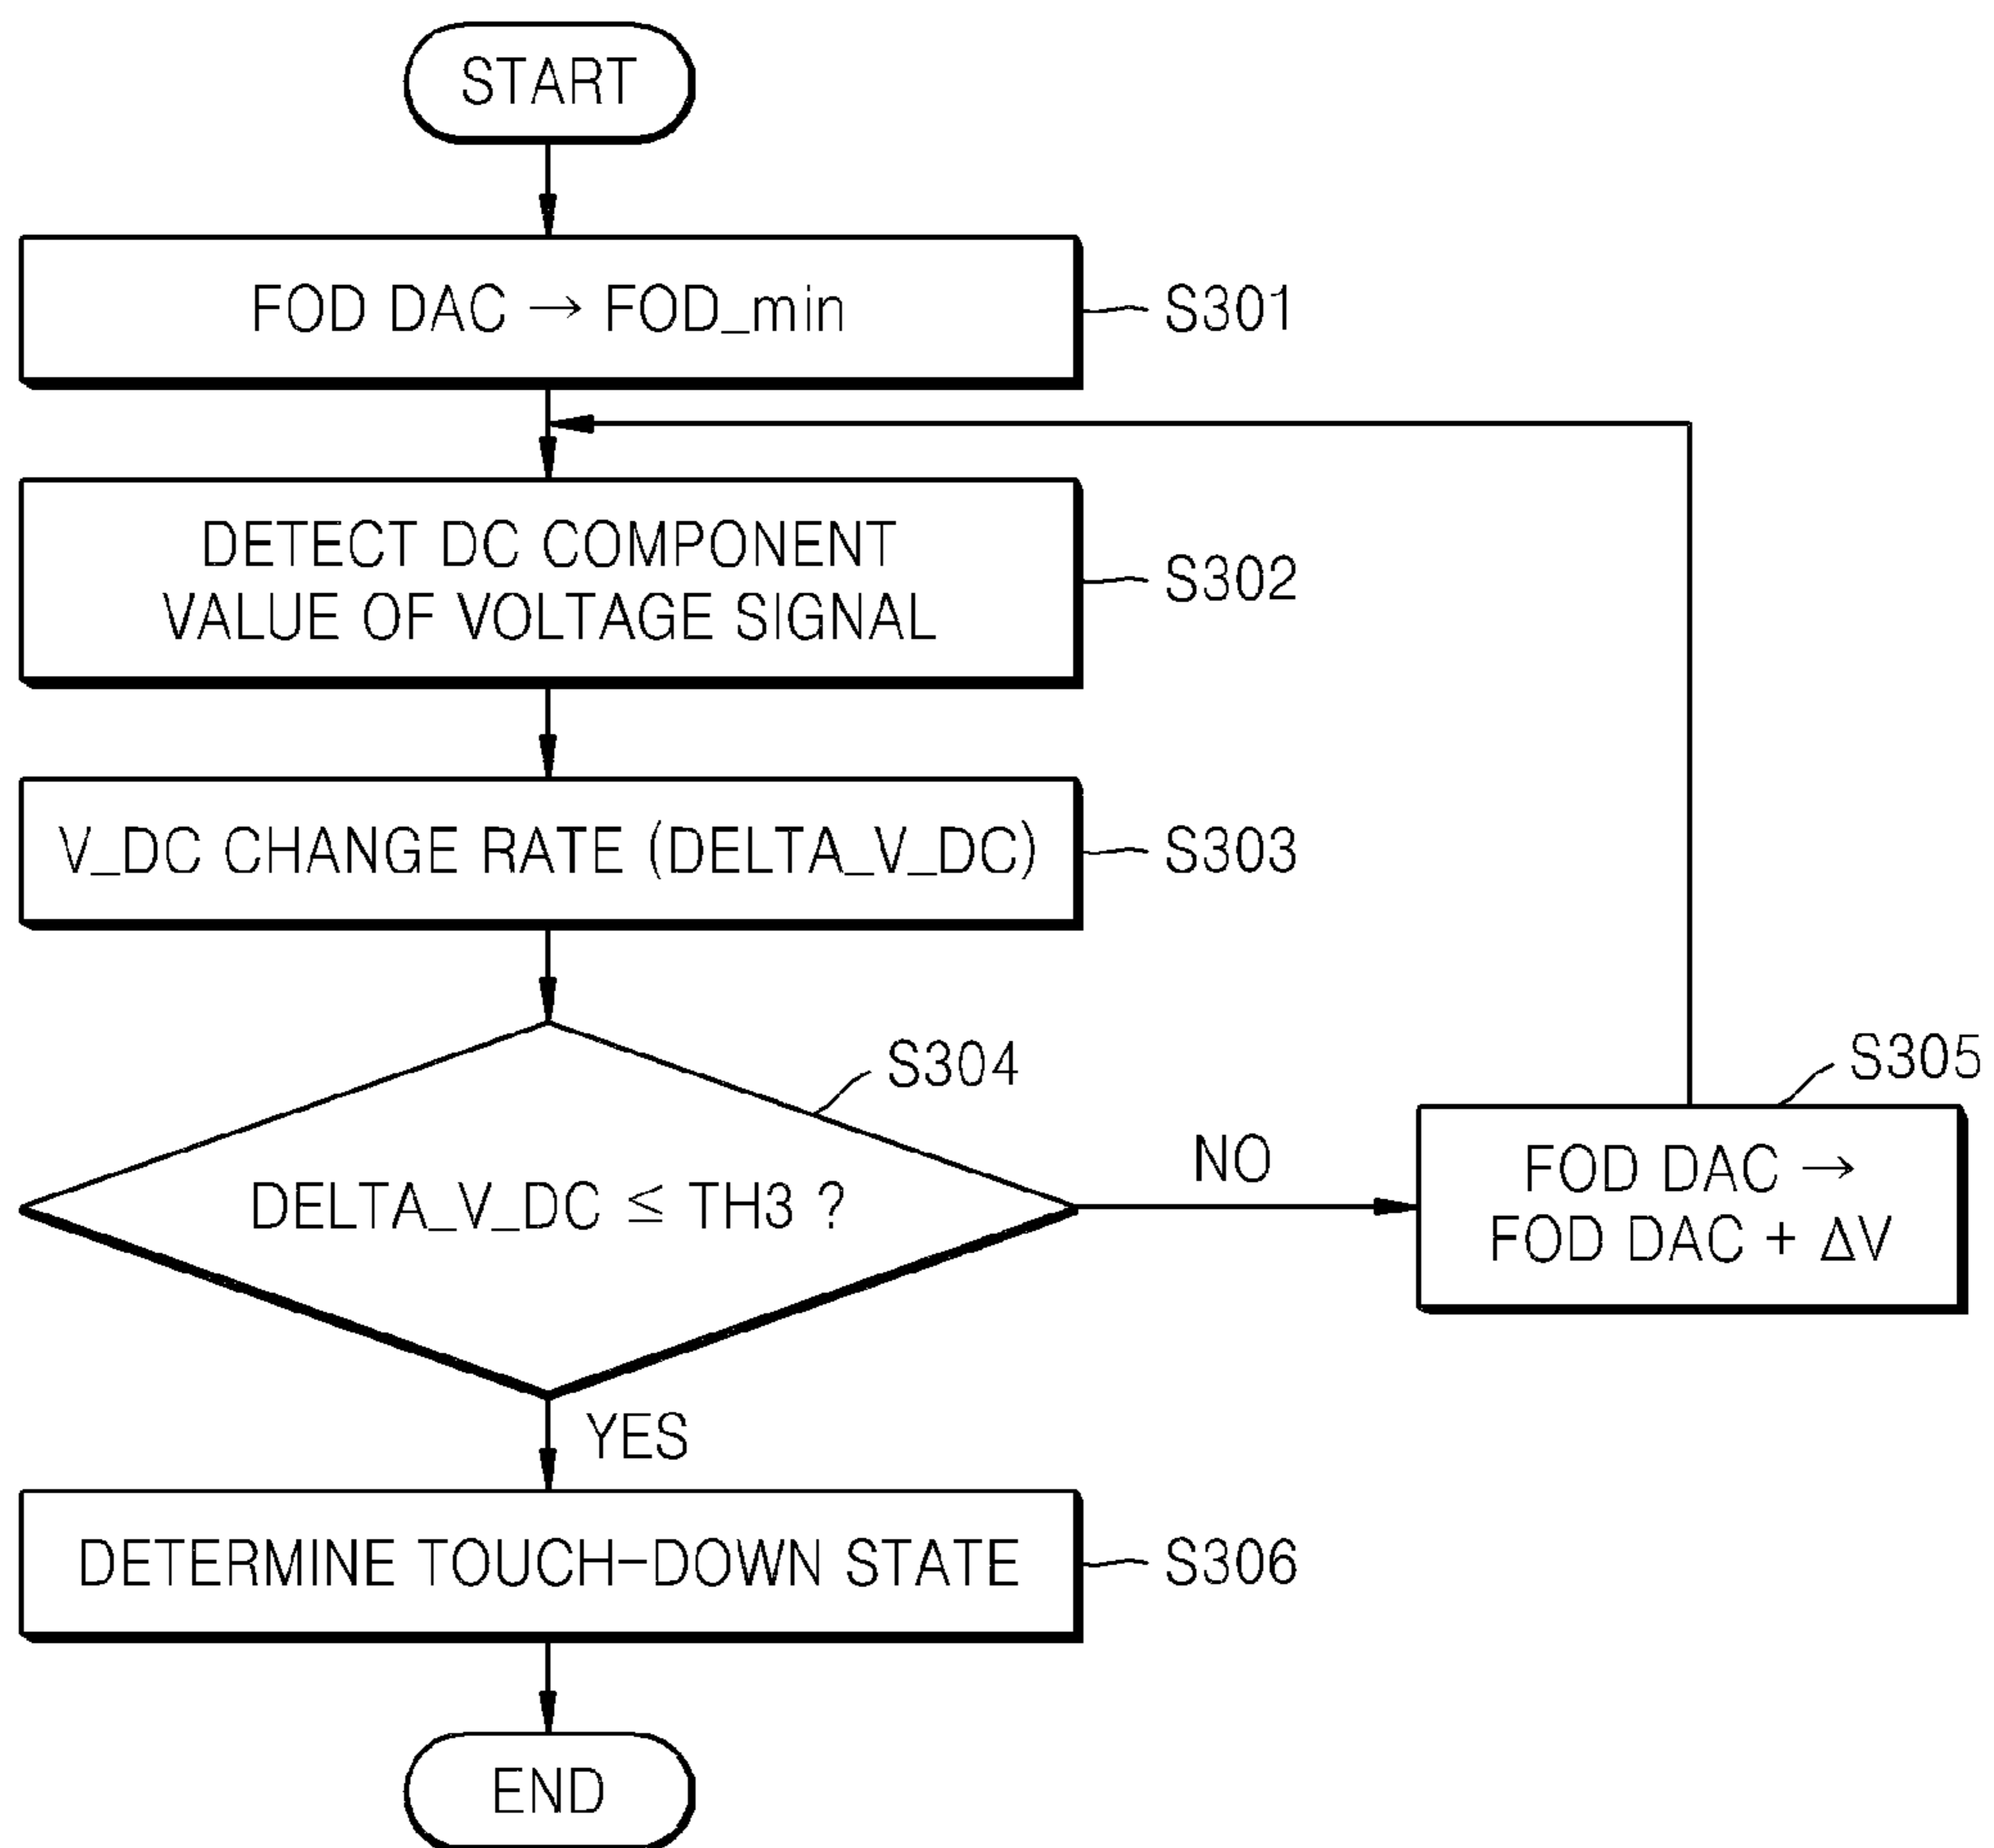 START
FOD DAC → FOD_min
S301
DETECT DC COMPONENT
VALUE OF VOLTAGE SIGNAL
S302
V_DC CHANGE RATE (DELTA_V_DC)
S303
S304
DELTA_V_DC ≤ TH3 ?
NO
S305
FOD DAC →
FOD DAC + ΔV
YES
DETERMINE TOUCH-DOWN STATE
S306
END